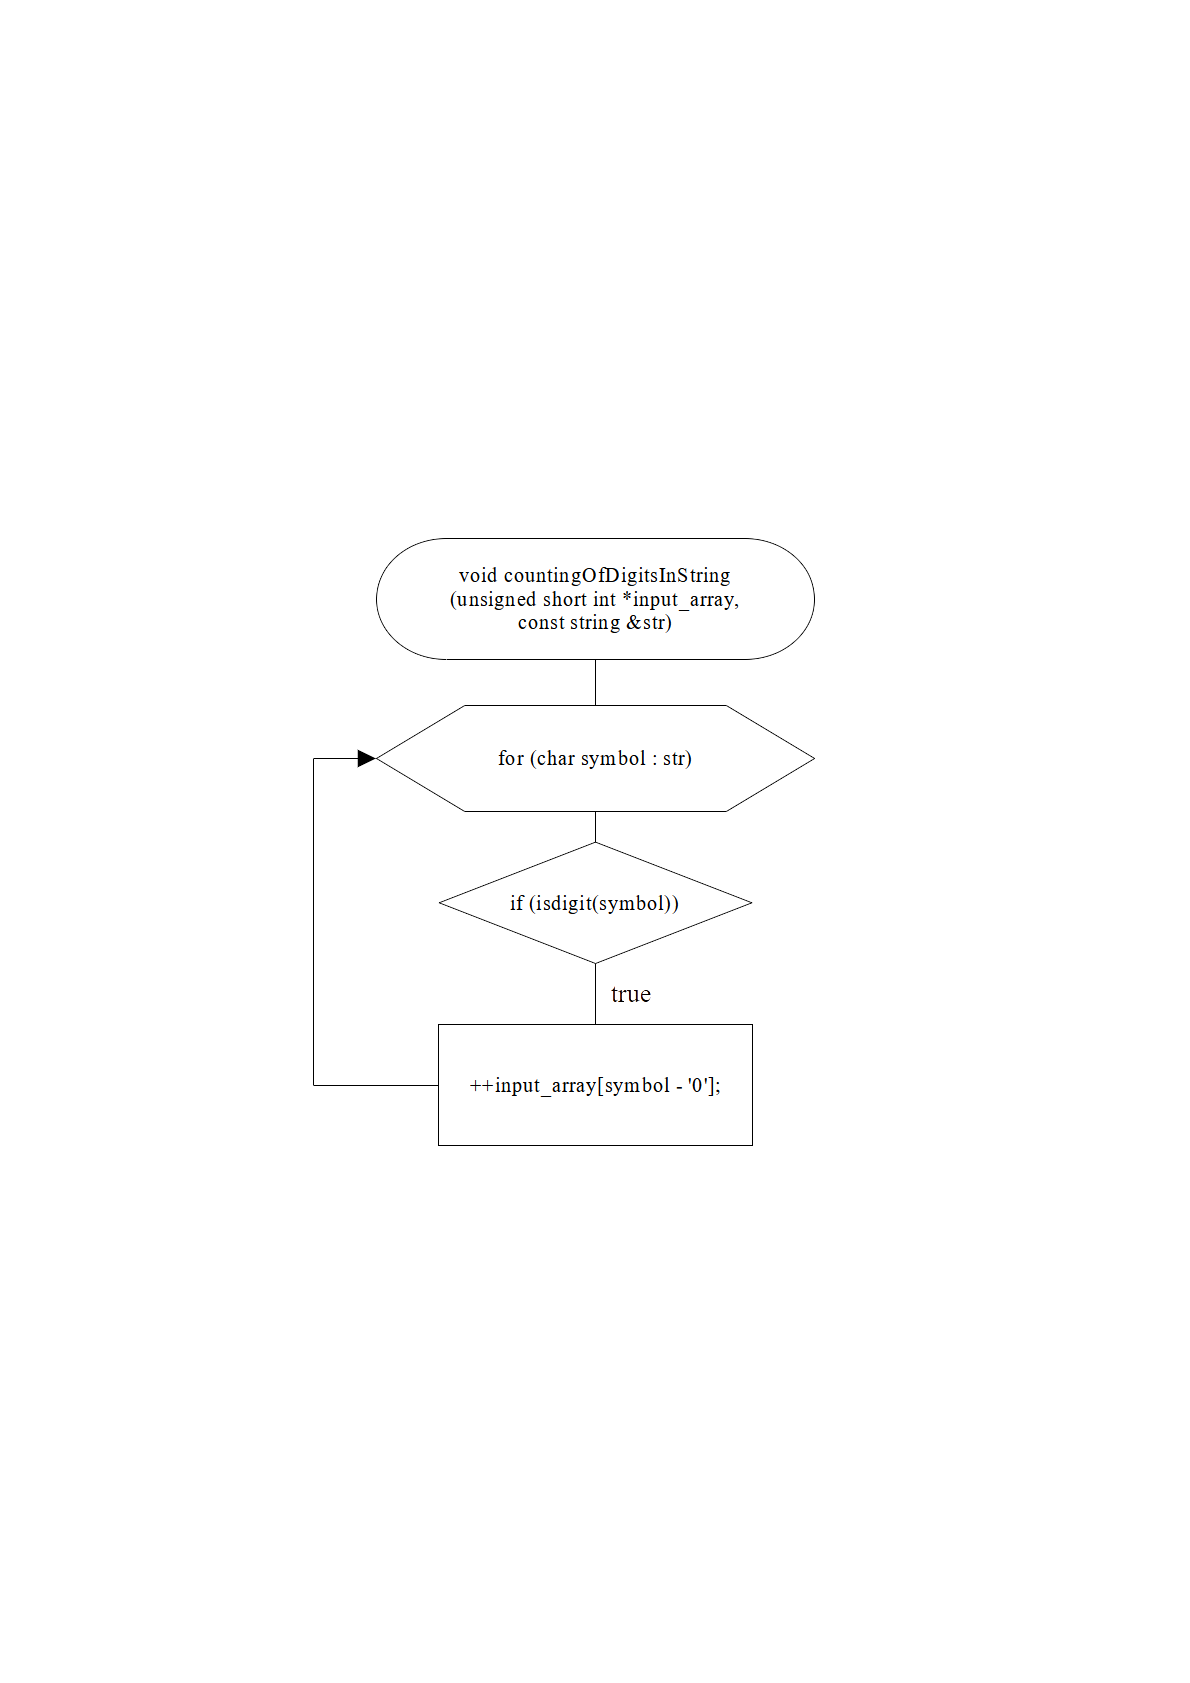 void countingOfDigitsInString
(unsigned short int *input_array,
const string &str)
for (char symbol : str)
if (isdigit(symbol))
true
++input_array[symbol - '0'];